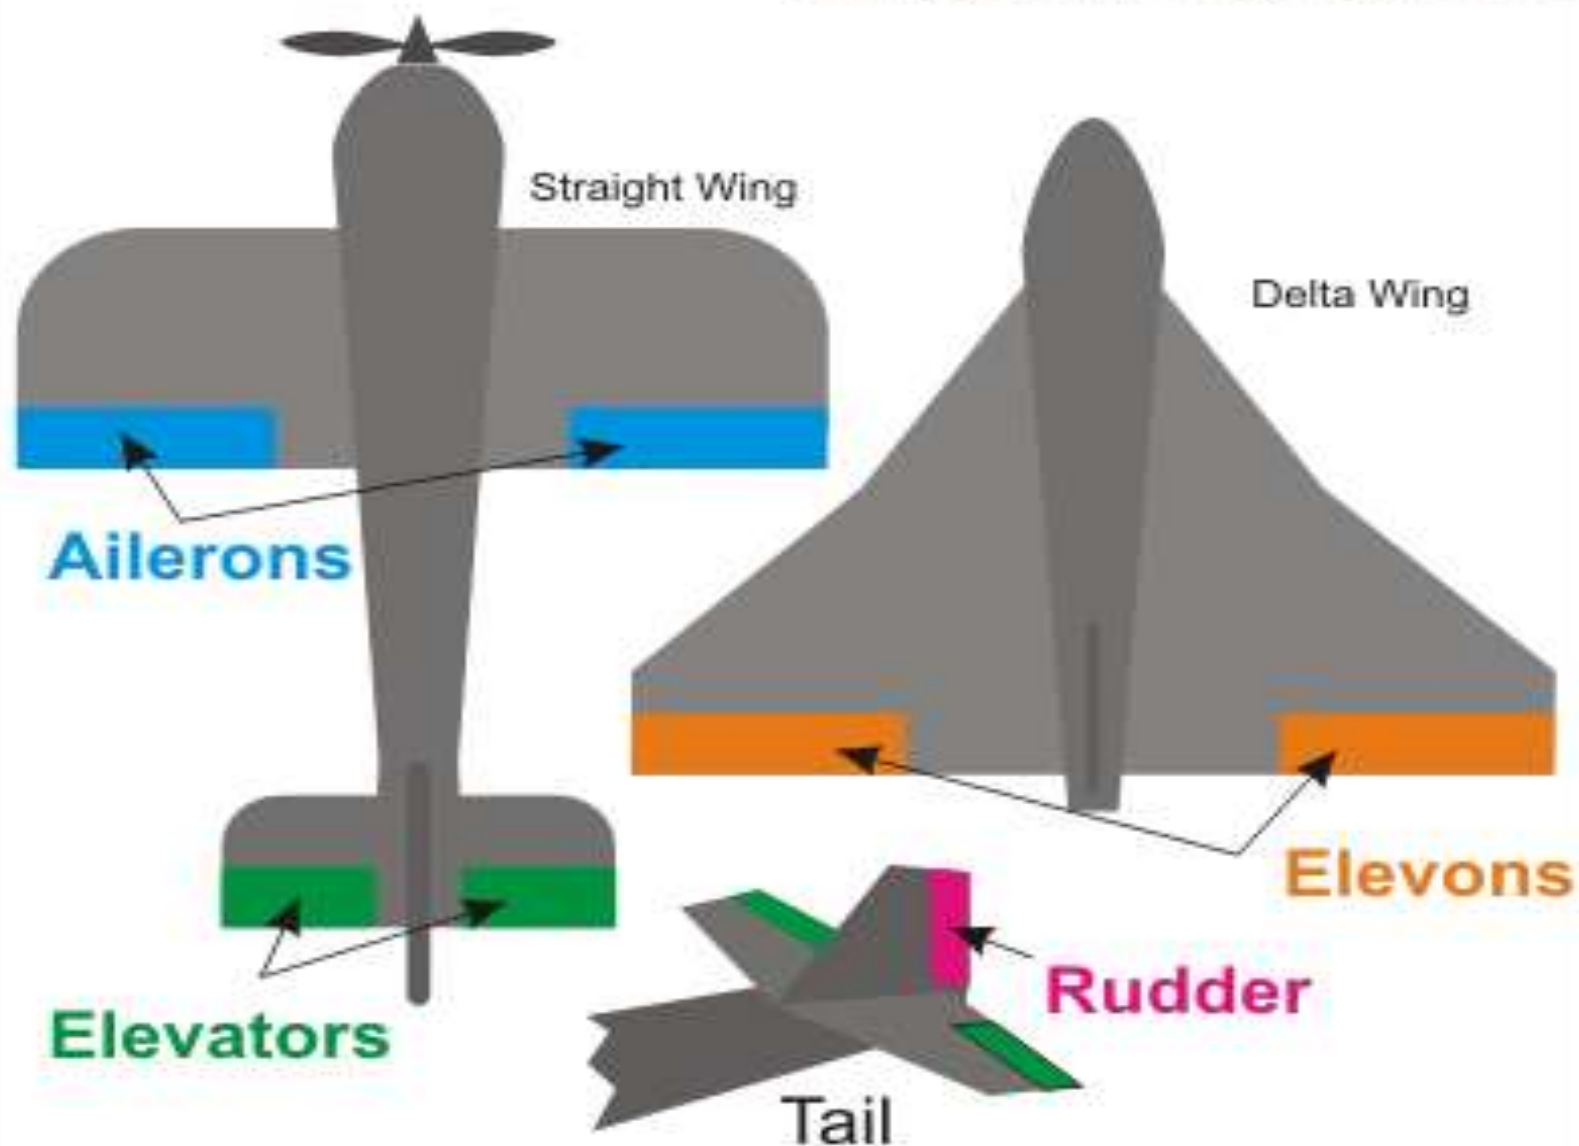 Straight Wing
Delta Wing
Ailerons
Elevons
Elevators
Rudder
Tail